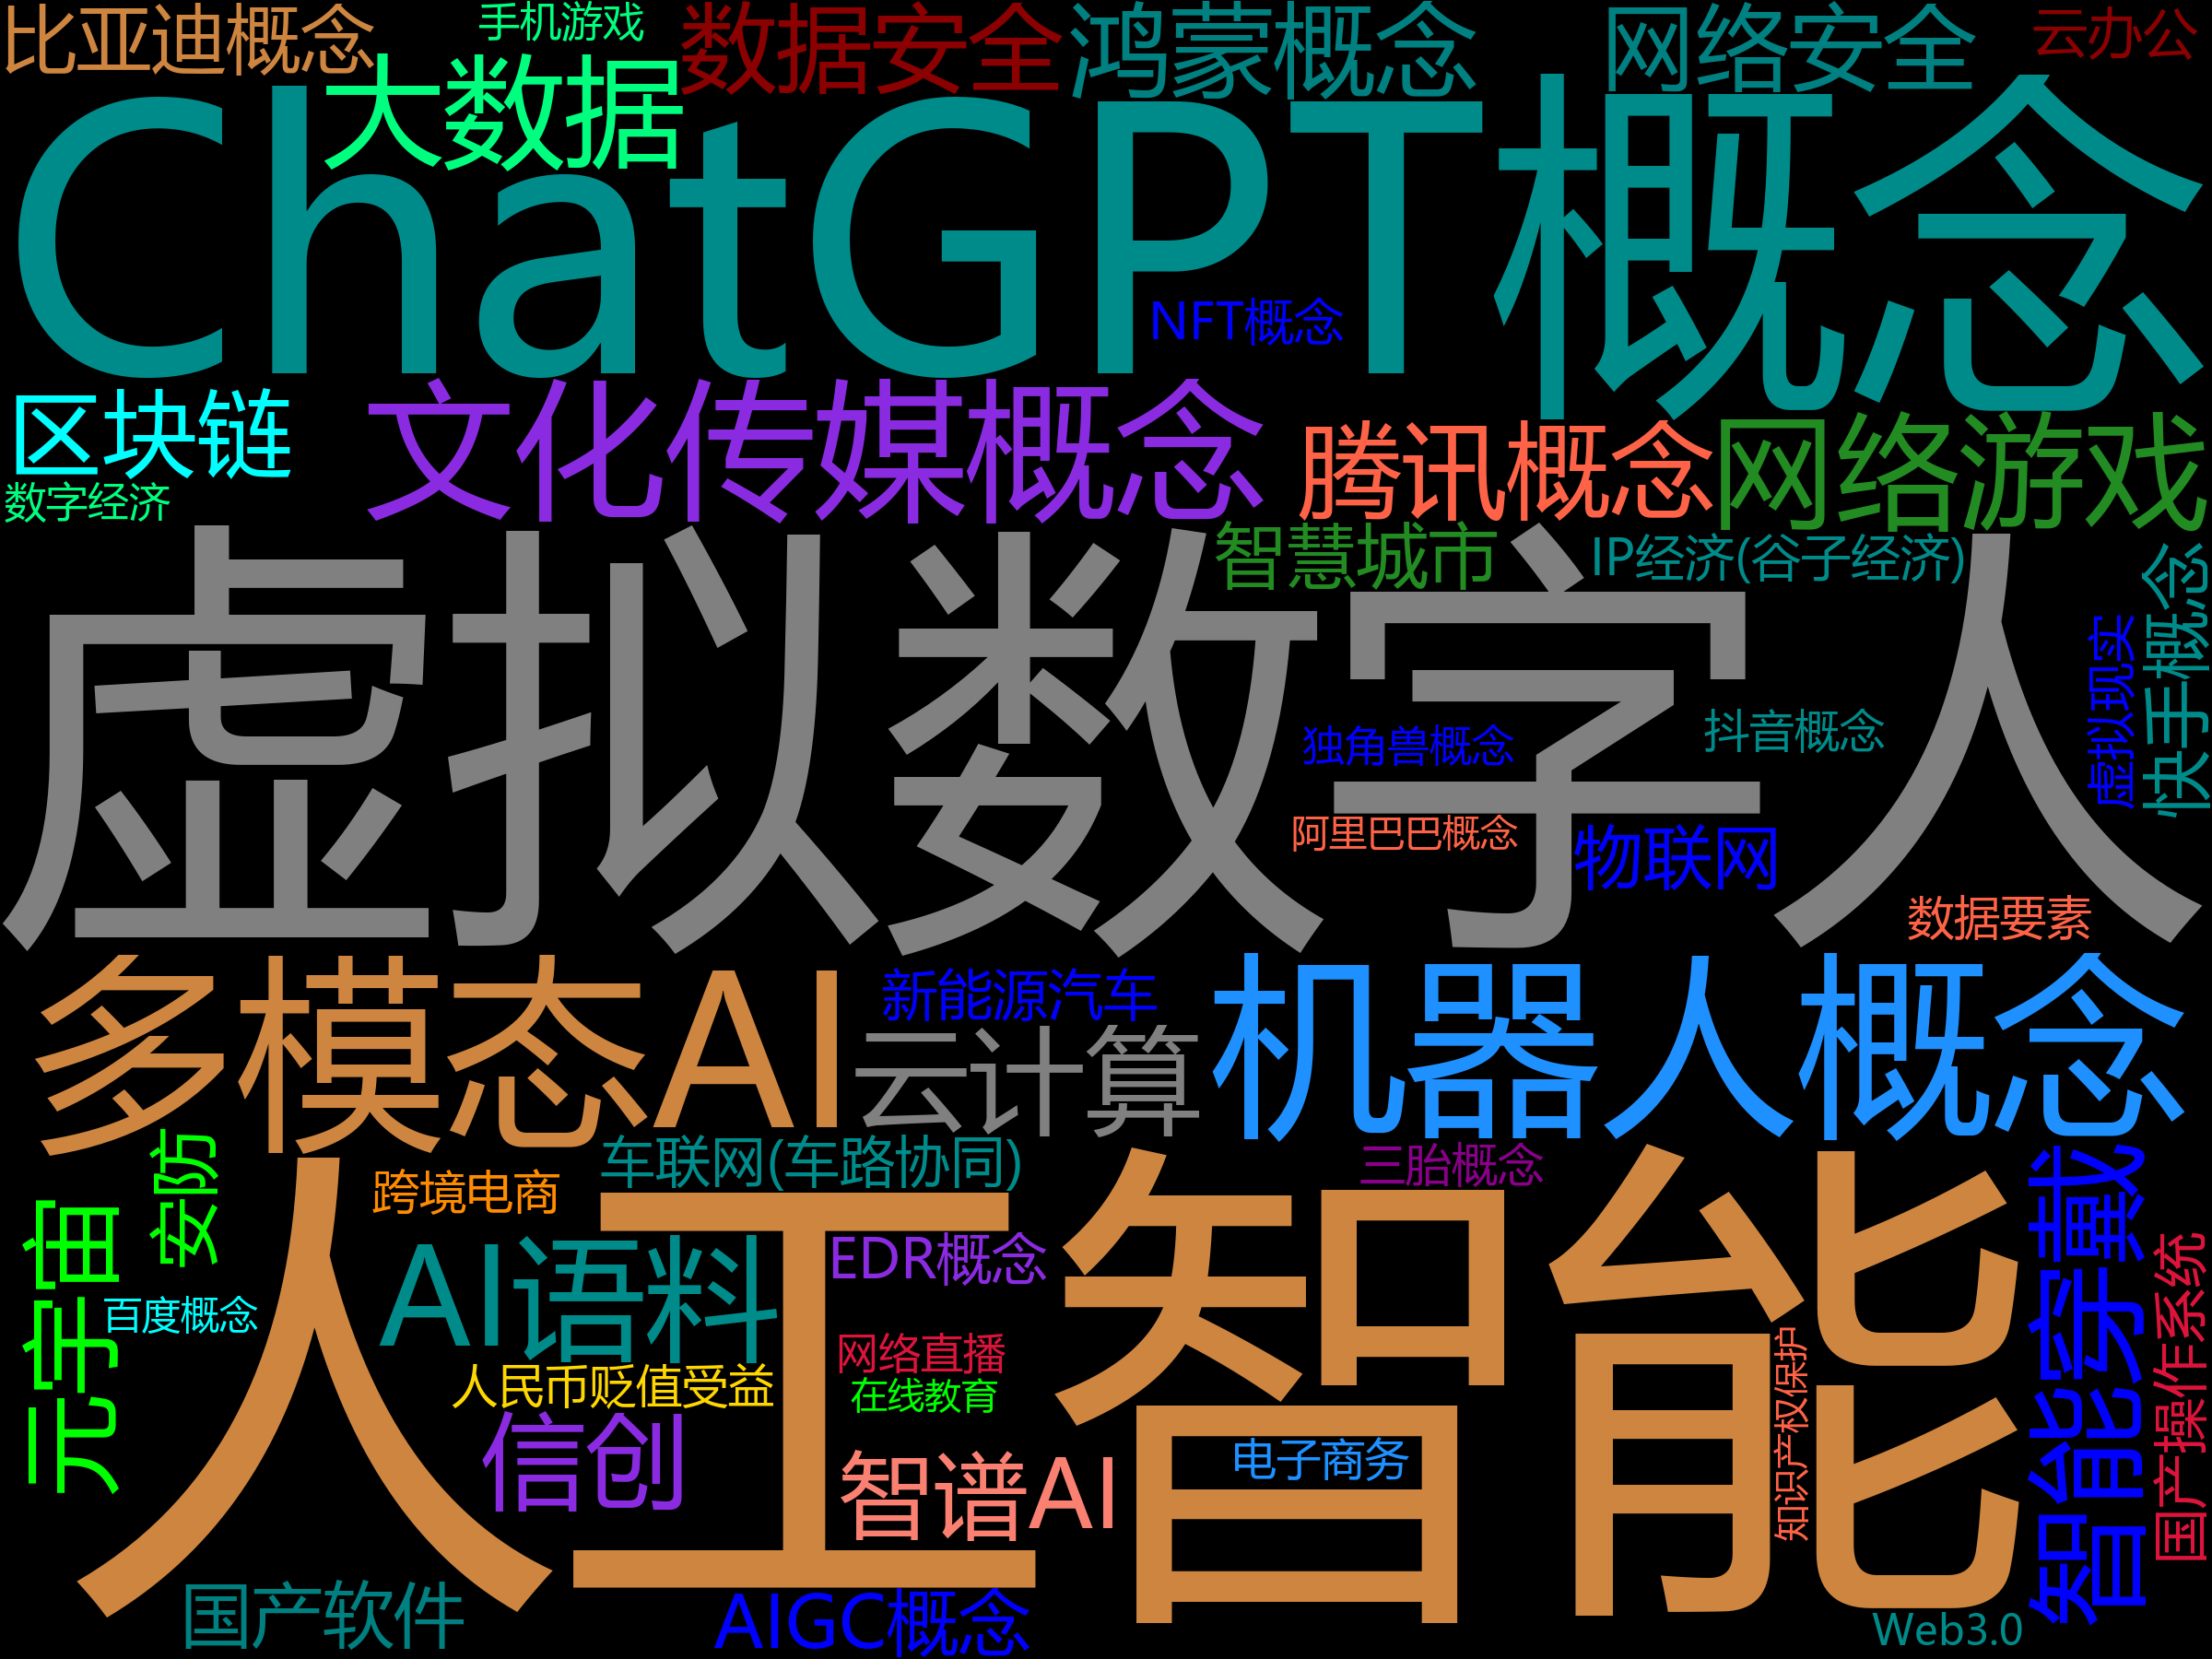 比亚迪概念
手机游戏
数据安全
鸿蒙概念
网络安全
云办公
大数据
ChatGPT概念
NFT概念
区块链
文化传媒概念
腾讯概念
网络游戏
数字经济
智慧城市
IP经济(谷子经济)
虚拟数字人
快手概念
虚拟现实
独角兽概念
抖音概念
阿里巴巴概念
物联网
数据要素
多模态AI
新能源汽车
云计算
机器人概念
安防
跨境电商
车联网(车路协同)
三胎概念
人工智能
元宇宙
AI语料
EDR概念
百度概念
网络直播
人民币贬值受益
在线教育
信创
智谱AI
电子商务
知识产权保护
智能穿戴
国产操作系统
国产软件
AIGC概念
Web3.0